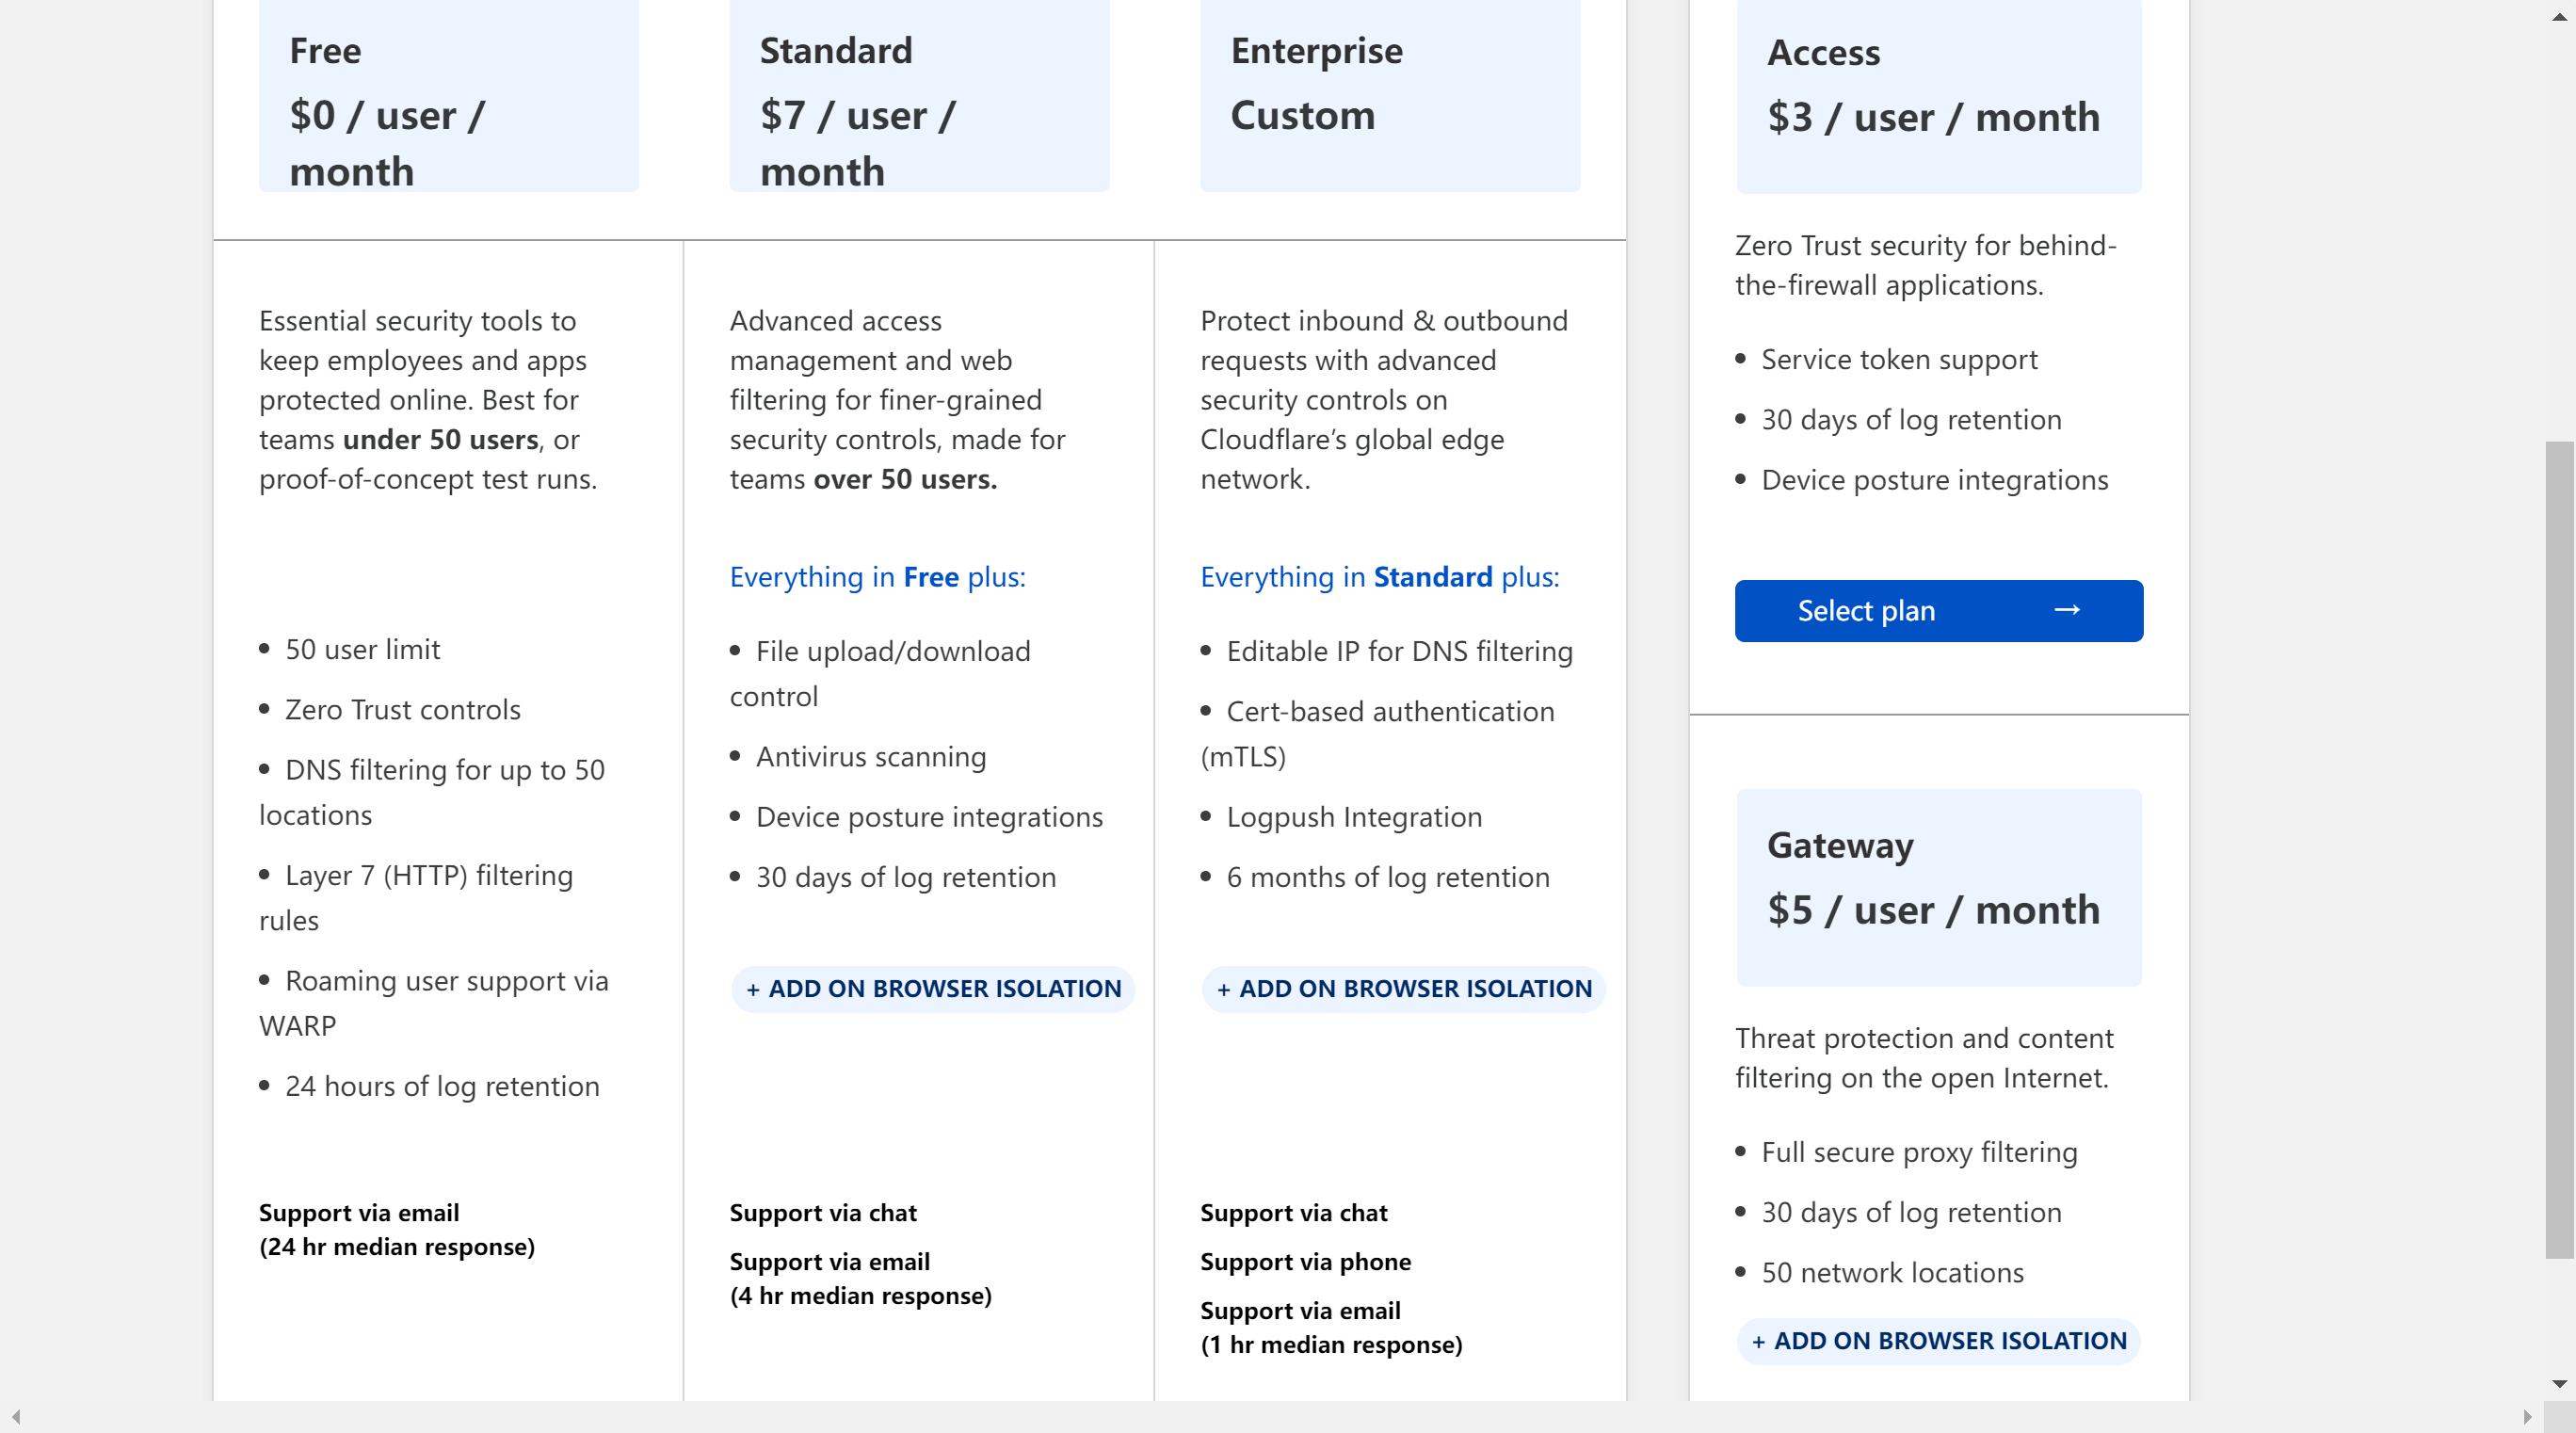 Free
$0 / user /
month
Standard
$7 / user /
month
Enterprise
Custom
Essential security tools to
keep employees and apps
protected online. Best for
teams under 50 users, or
proof-of-concept test runs.
• 50 user limit
• Zero Trust controls
• DNS filtering for up to 50
locations
• Layer 7 (HTTP) filtering
rules
• Roaming user support via
WARP
• 24 hours of log retention
Support via email
(24 hr median response)
Advanced access
management and web
filtering for finer-grained
security controls, made for
teams over 50 users.
Everything in Free plus:
• File upload/download
control
• Antivirus scanning
• Device posture integrations
• 30 days of log retention
+ ADD ON BROWSER ISOLATION
Support via chat
Support via email
(4 hr median response)
Protect inbound & outbound
requests with advanced
security controls on
Cloudflare’s global edge
network.
Everything in Standard plus:
• Editable IP for DNS filtering
• Cert-based authentication
(mTLS)
• Logpush Integration
• 6 months of log retention
+ ADD ON BROWSER ISOLATION
Support via chat
Support via phone
Support via email
(1 hr median response)
Access
$3 / user / month
Zero Trust security for behind-
the-firewall applications.
• Service token support
• 30 days of log retention
• Device posture integrations
Select plan →
Gateway
$5 / user / month
Threat protection and content
filtering on the open Internet.
• Full secure proxy filtering
• 30 days of log retention
• 50 network locations
+ ADD ON BROWSER ISOLATION